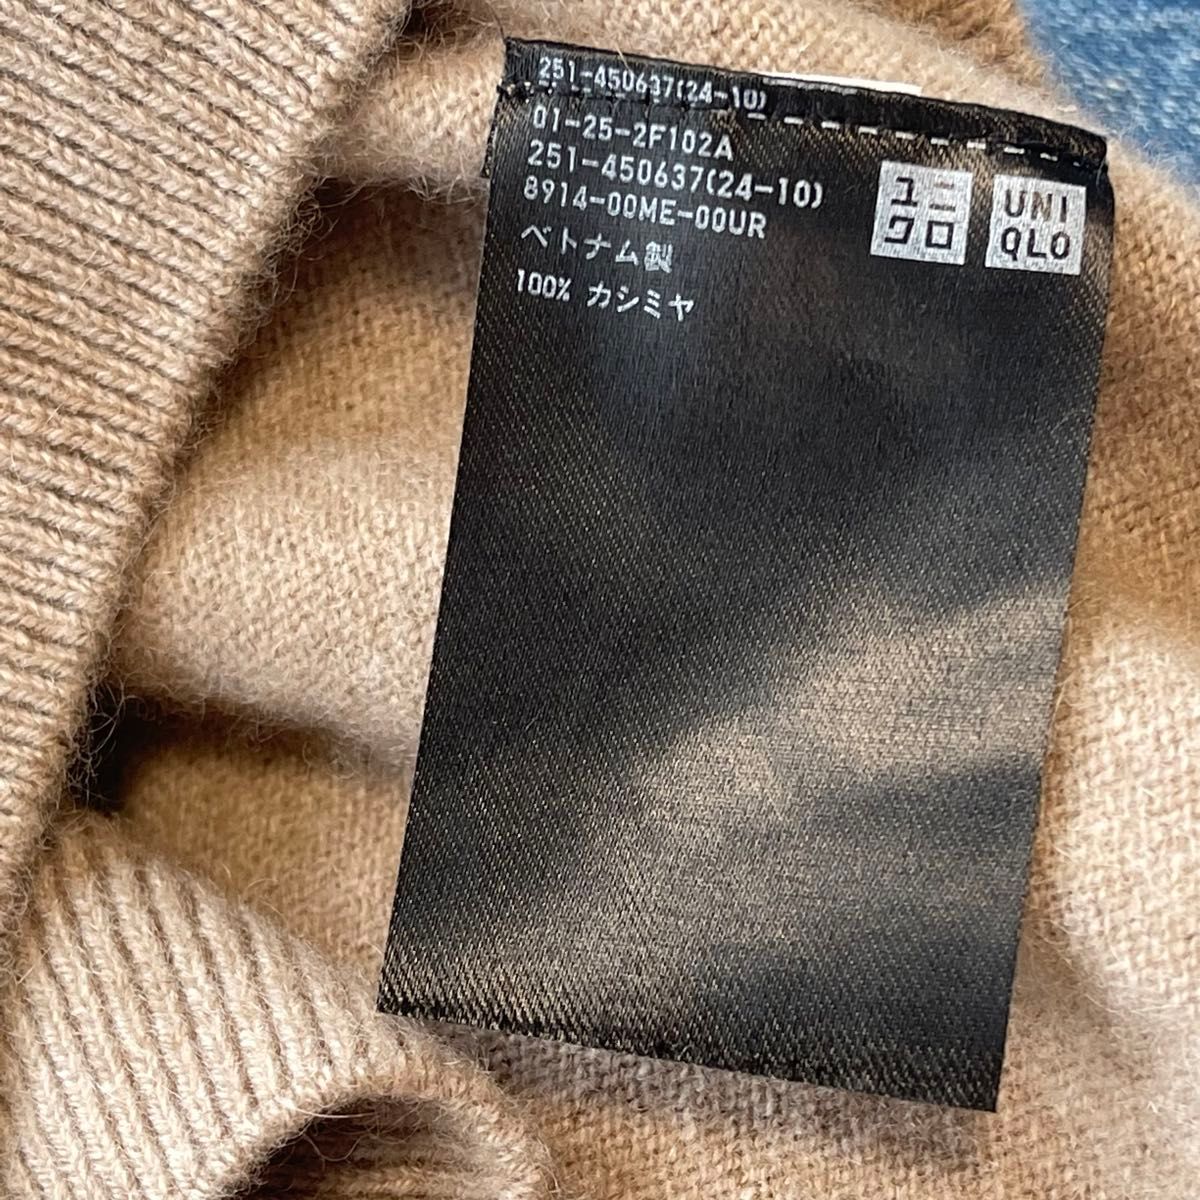 251-450637(24-10)
01-25-2F102A
251-450637(24-10)
8914-00ME-00UR
ベトナム製
100% カシミヤ
ユニ
クロ
UNI
QLO